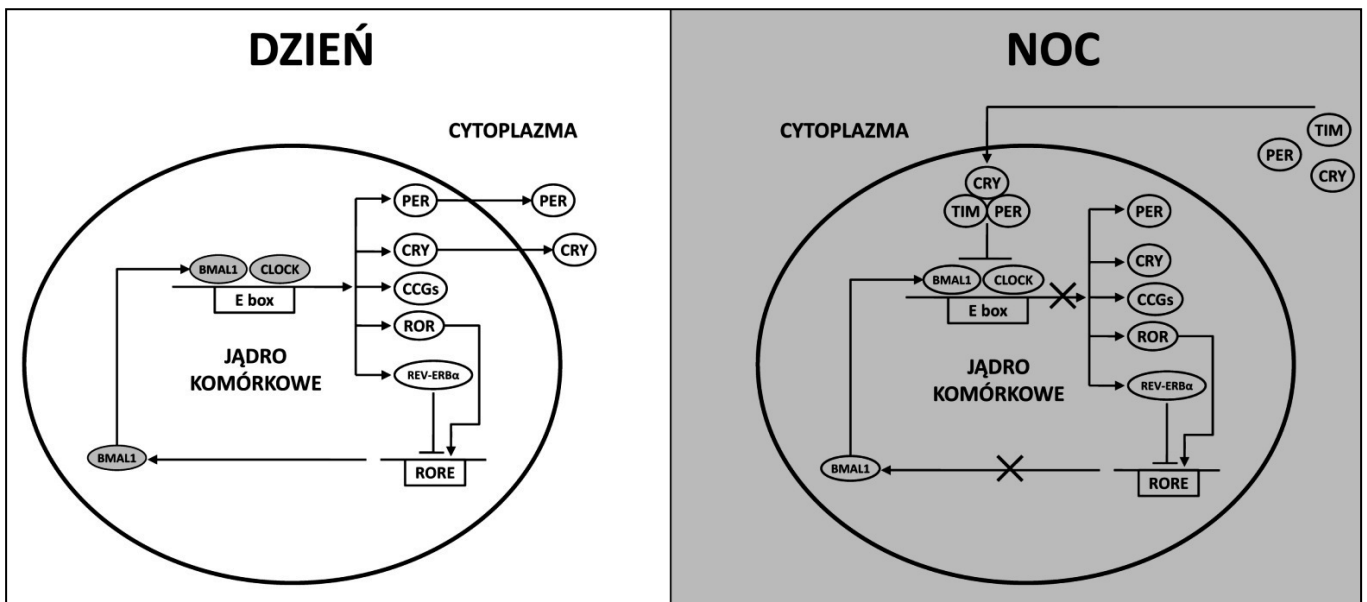 DZIEŃ
CYTOPLAZMA
PER
PER
CRY
CRY
BMAL1
CLOCK
E box
CCGs
ROR
JĄDRO
KOMÓRKOWE
REV-ERBα
BMAL1
RORE
NOC
CYTOPLAZMA
TIM
PER
CRY
CRY
TIM
PER
PER
CRY
BMAL1
CLOCK
E box
CCGs
ROR
JĄDRO
KOMÓRKOWE
REV-ERBα
BMAL1
RORE